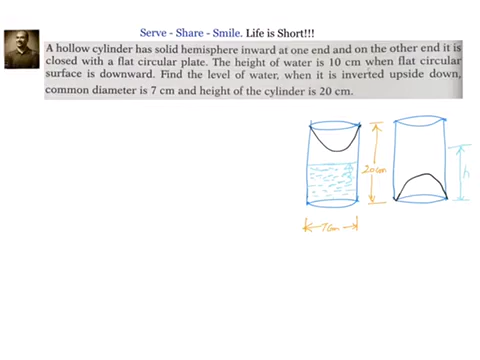 Serve - Share - Smile. Life is Short!!!
A hollow cylinder has solid hemisphere inward at one end and on the other end it is
closed with a flat circular plate. The height of water is 10 cm when flat circular
surface is downward. Find the level of water, when it is inverted upside down,
common diameter is 7 cm and height of the cylinder is 20 cm.
20cm
h
7cm